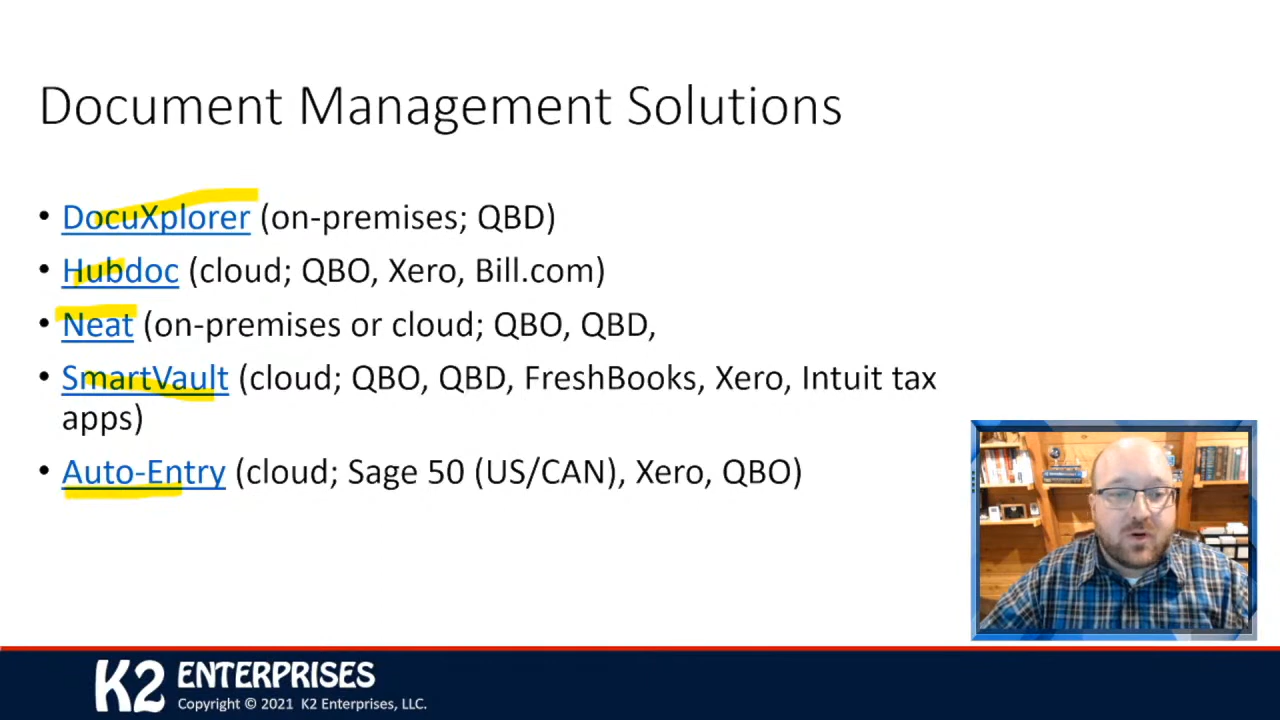 Document Management Solutions
• DocuXplorer (on-premises; QBD)
• Hubdoc (cloud; QBO, Xero, Bill.com)
• Neat (on-premises or cloud; QBO, QBD,
• SmartVault (cloud; QBO, QBD, FreshBooks, Xero, Intuit tax
apps)
• Auto-Entry (cloud; Sage 50 (US/CAN), Xero, QBO)
K2 ENTERPRISES
Copyright © 2021 K2 Enterprises, LLC.